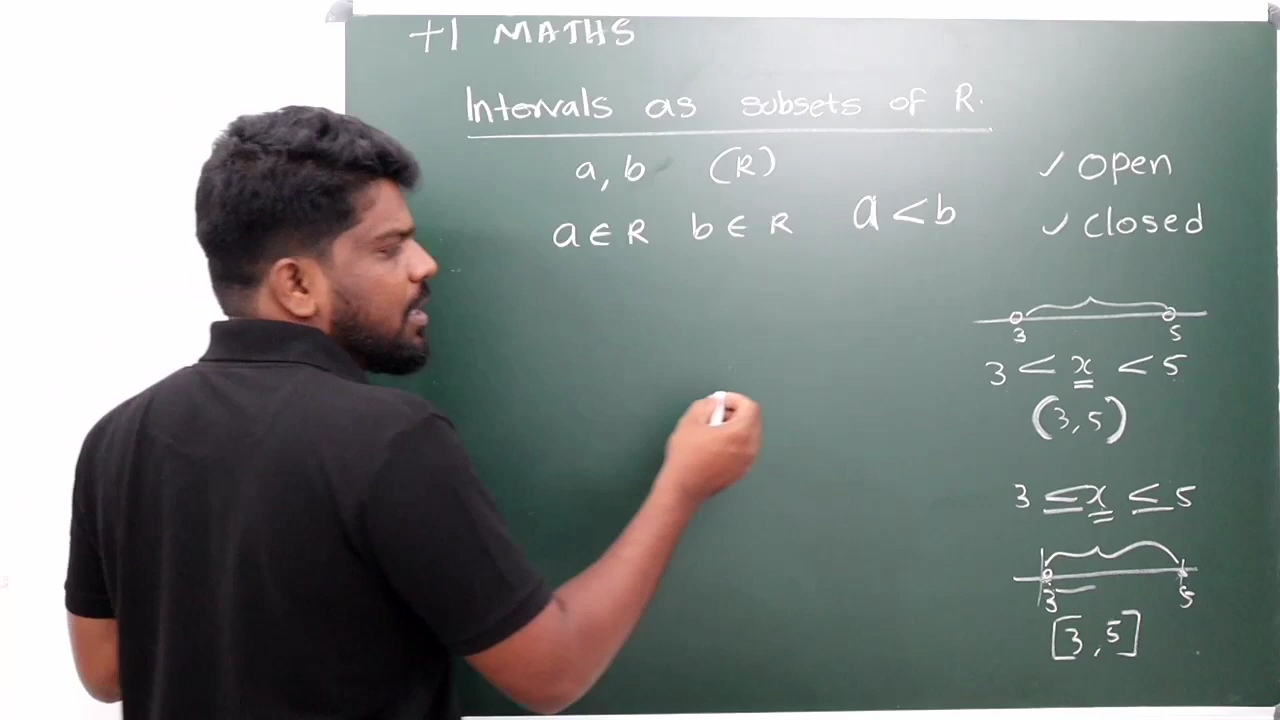 +1 MATHS
Intervals as subsets of R.
a, b (R)
a ∈ R b ∈ R a < b
✓ Open
✓ Closed
3 5
3 < x < 5
(3, 5)
3 ≤ x ≤ 5
3 5
[3, 5]